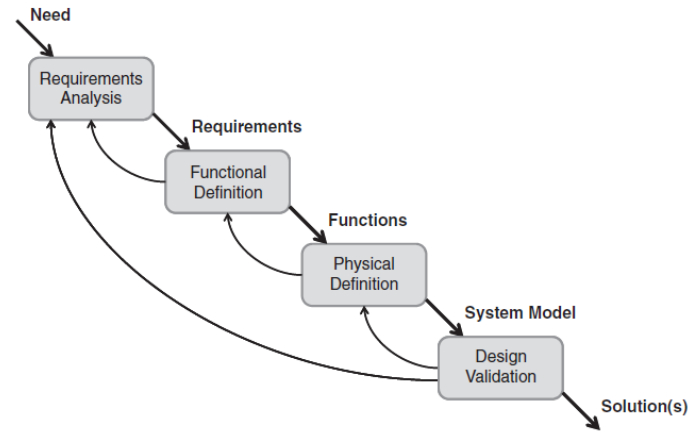 Need
Requirements
Analysis
Requirements
Functional
Definition
Functions
Physical
Definition
System Model
Design
Validation
Solution(s)